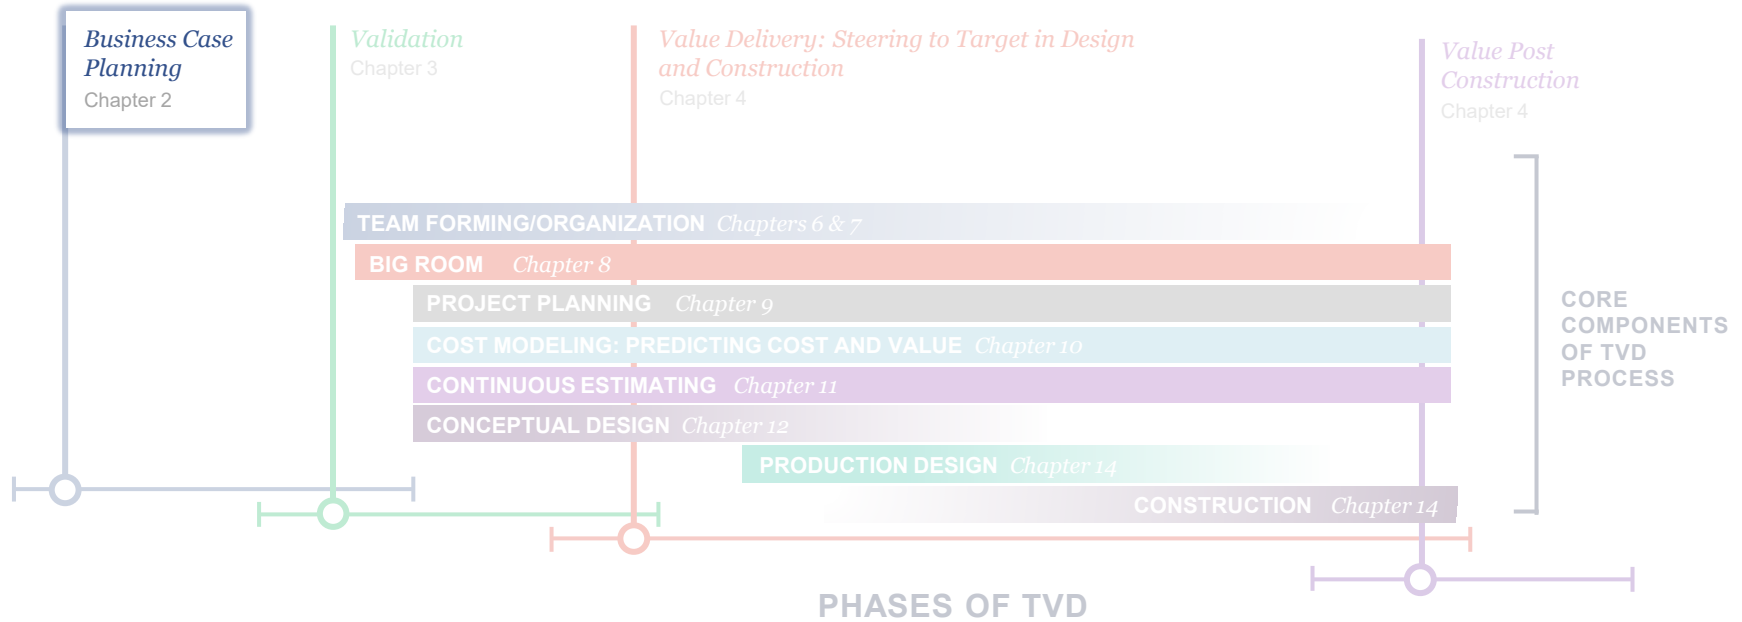 Business Case
Planning
Chapter 2
Validation
Chapter 3
Value Delivery: Steering to Target in Design
and Construction
Chapter 4
Value Post
Construction
Chapter 4
TEAM FORMING/ORGANIZATION Chapters 6 & 7
BIG ROOM Chapter 8
PROJECT PLANNING Chapter 9
COST MODELING: PREDICTING COST AND VALUE Chapter 10
CONTINUOUS ESTIMATING Chapter 11
CONCEPTUAL DESIGN Chapter 12
PRODUCTION DESIGN Chapter 14
CONSTRUCTION Chapter 14
CORE
COMPONENTS
OF TVD
PROCESS
PHASES OF TVD